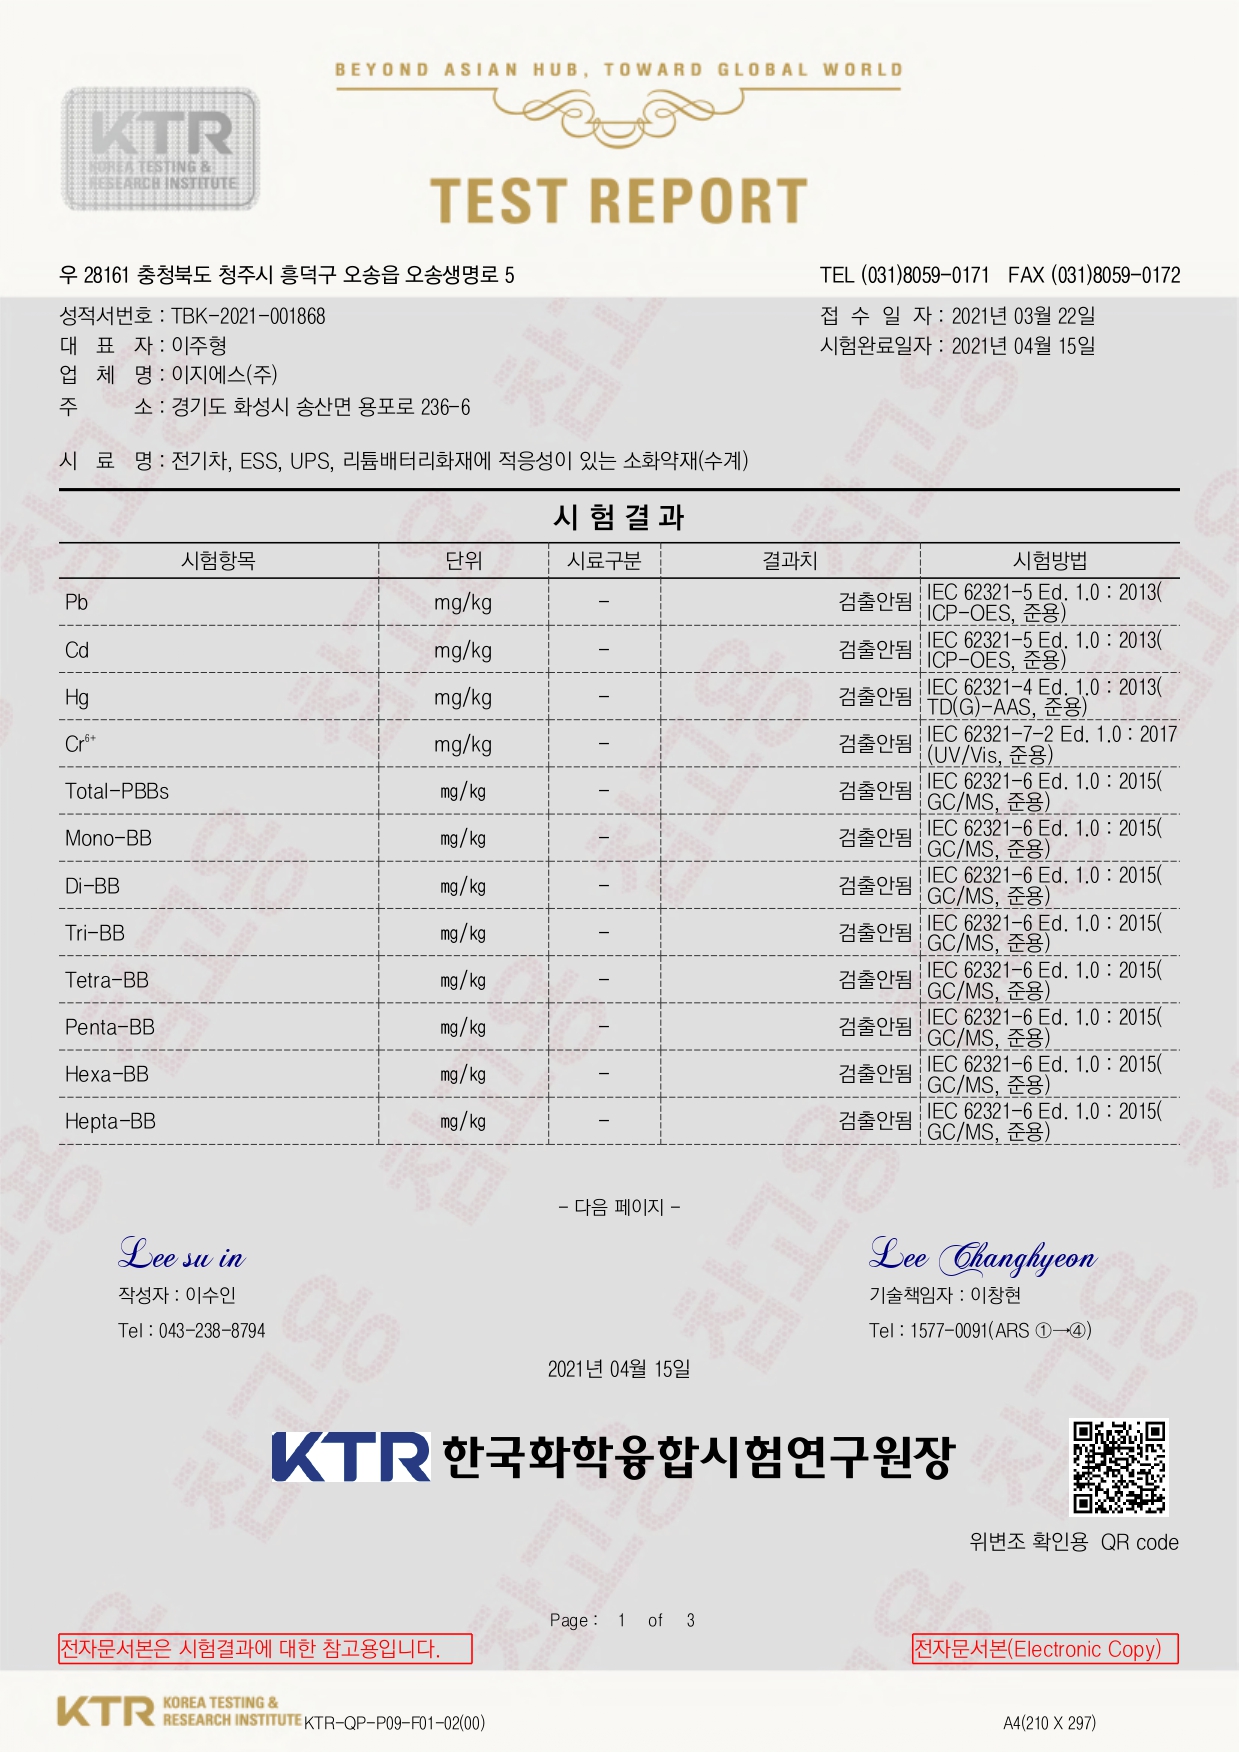 BEYOND ASIAN HUB, TOWARD GLOBAL WORLD
KTR
KOREA TESTING &
RESEARCH INSTITUTE
TEST REPORT
우 28161 충청북도 청주시 흥덕구 오송읍 오송생명로 5 TEL (031)8059-0171 FAX (031)8059-0172
성적서번호 : TBK-2021-001868 접 수 일 자 : 2021년 03월 22일
대 표 자 : 이주형 시험완료일자 : 2021년 04월 15일
업 체 명 : 이지에스(주)
주 소 : 경기도 화성시 송산면 용포로 236-6
시 료 명 : 전기차, ESS, UPS, 리튬배터리화재에 적응성이 있는 소화약재(수계)
시 험 결 과
시험항목 단위 시료구분 결과치 시험방법
Pb mg/kg - 검출안됨 IEC 62321-5 Ed. 1.0 : 2013(
ICP-OES, 준용)
Cd mg/kg - 검출안됨 IEC 62321-5 Ed. 1.0 : 2013(
ICP-OES, 준용)
Hg mg/kg - 검출안됨 IEC 62321-4 Ed. 1.0 : 2013(
TD(G)-AAS, 준용)
Cr⁶⁺ mg/kg - 검출안됨 IEC 62321-7-2 Ed. 1.0 : 2017
(UV/Vis, 준용)
Total-PBBs mg/kg - 검출안됨 IEC 62321-6 Ed. 1.0 : 2015(
GC/MS, 준용)
Mono-BB mg/kg - 검출안됨 IEC 62321-6 Ed. 1.0 : 2015(
GC/MS, 준용)
Di-BB mg/kg - 검출안됨 IEC 62321-6 Ed. 1.0 : 2015(
GC/MS, 준용)
Tri-BB mg/kg - 검출안됨 IEC 62321-6 Ed. 1.0 : 2015(
GC/MS, 준용)
Tetra-BB mg/kg - 검출안됨 IEC 62321-6 Ed. 1.0 : 2015(
GC/MS, 준용)
Penta-BB mg/kg - 검출안됨 IEC 62321-6 Ed. 1.0 : 2015(
GC/MS, 준용)
Hexa-BB mg/kg - 검출안됨 IEC 62321-6 Ed. 1.0 : 2015(
GC/MS, 준용)
Hepta-BB mg/kg - 검출안됨 IEC 62321-6 Ed. 1.0 : 2015(
GC/MS, 준용)
- 다음 페이지 -
Lee su in Lee Changhyeon
작성자 : 이수인 기술책임자 : 이창현
Tel : 043-238-8794 Tel : 1577-0091(ARS ①→④)
2021년 04월 15일
KTR 한국화학융합시험연구원장
위변조 확인용 QR code
Page : 1 of 3
전자문서본은 시험결과에 대한 참고용입니다. 전자문서본(Electronic Copy)
KTR KOREA TESTING &
RESEARCH INSTITUTE KTR-QP-P09-F01-02(00) A4(210 X 297)
참고용